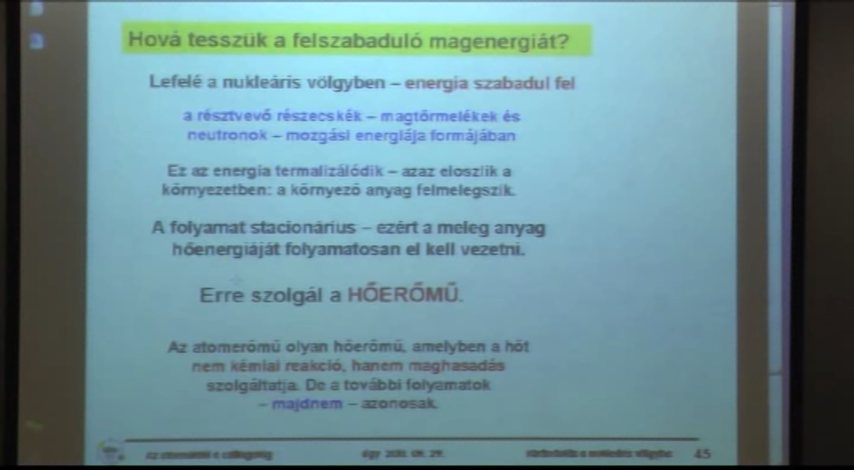 Hová tesszük a felszabaduló magenergiát?
Lefelé a nukleáris völgyben – energia szabadul fel
a résztvevő részecskék – magtörmelékek és
neutronok – mozgási energiája formájában
Ez az energia termalizálódik – azaz eloszlik a
környezetben: a környező anyag felmelegszik.
A folyamat stacionárius – ezért a meleg anyag
hőenergiáját folyamatosan el kell vezetni.
Erre szolgál a HŐERŐMŰ.
Az atomerőmű olyan hőerőmű, amelyben a hőt
nem kémiai reakció, hanem maghasadás
szolgáltatja. De a további folyamatok
– majdnem – azonosak.
45